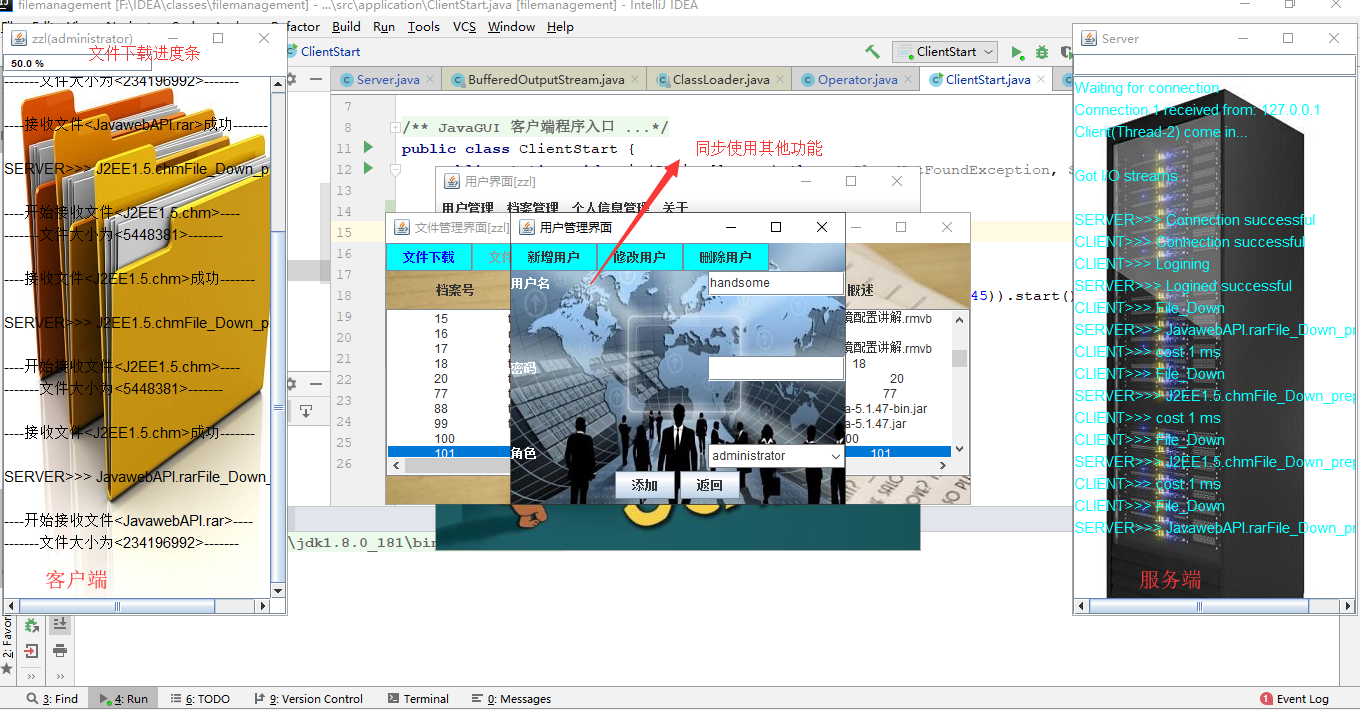 filemanagement [F:\IDEA\classes\filemanagement] - ...\src\application\ClientStart.java [filemanagement] - IntelliJ IDEA
Build Run Tools VCS Window Help
ClientStart
ClientStart
Server.java
BufferedOutputStream.java
ClassLoader.java
Operator.java
ClientStart.java
zzl(administrator)
文件下载进度条
50.0 %
-------文件大小为<234196992>-------
----接收文件<JavawebAPI.rar>成功-------
SERVER>>> J2EE1.5.chmFile_Down_p
----开始接收文件<J2EE1.5.chm>----
-------文件大小为<5448381>-------
----接收文件<J2EE1.5.chm>成功-------
SERVER>>> J2EE1.5.chmFile_Down_p
----开始接收文件<J2EE1.5.chm>----
-------文件大小为<5448381>-------
----接收文件<J2EE1.5.chm>成功-------
SERVER>>> JavawebAPI.rarFile_Down_
----开始接收文件<JavawebAPI.rar>----
-------文件大小为<234196992>-------
客户端
7
8 /** JavaGUI 客户端程序入口 ...*/
11 public class ClientStart {
12
13
14
15
16
17
18
19
20
21
22
23
24
25
26
同步使用其他功能
45)).start()
\jdk1.8.0_181\bin
用户界面[zzl]
用户管理 档案管理 个人信息管理 关于
文件管理界面[zzl]
文件下载
档案号
概述
15
16
17
18
20
77
88
99
100
101
境配置讲解.rmvb
境配置讲解.rmvb
18
20
77
a-5.1.47-bin.jar
a-5.1.47.jar
00
101
用户管理界面
新增用户 修改用户 删除用户
用户名 handsome
密码
角色 administrator
添加 返回
Server
Waiting for connection
Connection 1 received from: 127.0.0.1
Client(Thread-2) come in...
Got I/O streams
SERVER>>> Connection successful
CLIENT>>> Connection successful
CLIENT>>> Logining
SERVER>>> Logined successful
CLIENT>>> File_Down
SERVER>>> JavawebAPI.rarFile_Down_pr
CLIENT>>> cost 1 ms
CLIENT>>> File_Down
SERVER>>> J2EE1.5.chmFile_Down_prep
CLIENT>>> cost 1 ms
CLIENT>>> File_Down
SERVER>>> J2EE1.5.chmFile_Down_prep
CLIENT>>> cost 1 ms
CLIENT>>> File_Down
SERVER>>> JavawebAPI.rarFile_Down_pr
服务端
2: Favor
3: Find 4: Run 6: TODO 9: Version Control Terminal 0: Messages
1 Event Log